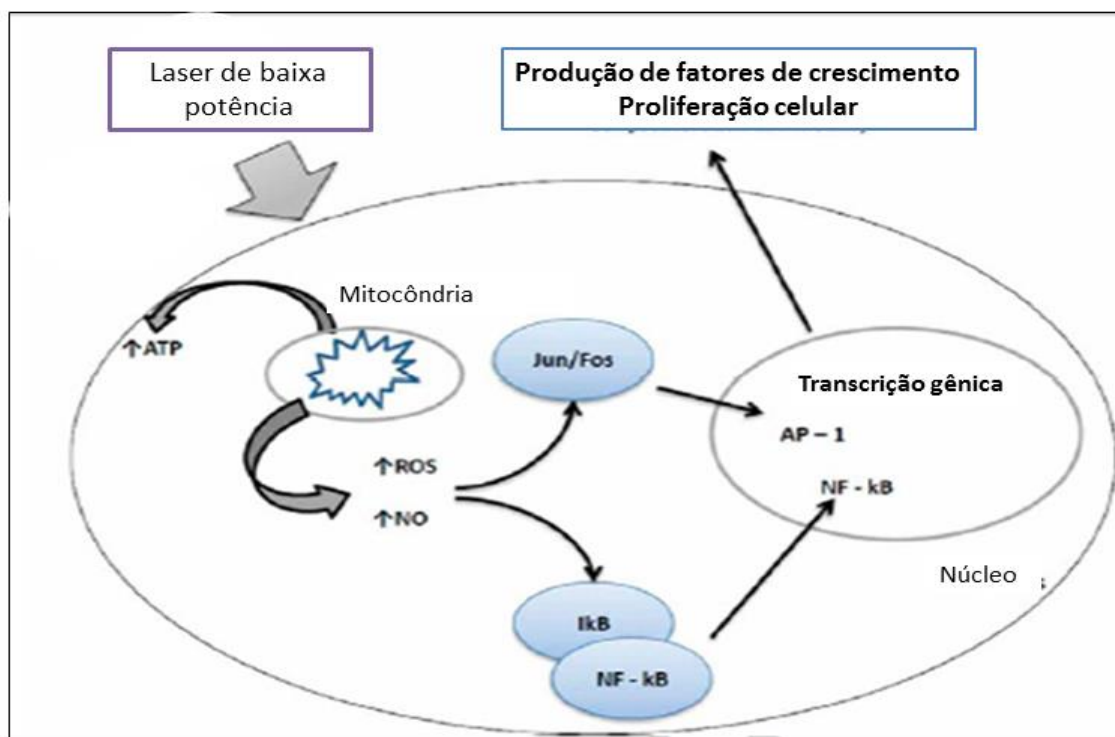 Laser de baixa
potência
Produção de fatores de crescimento
Proliferação celular
Mitocôndria
↑ATP
Jun/Fos
Transcrição gênica
AP – 1
↑ROS
NF - kB
↑NO
Núcleo
IkB
NF - kB